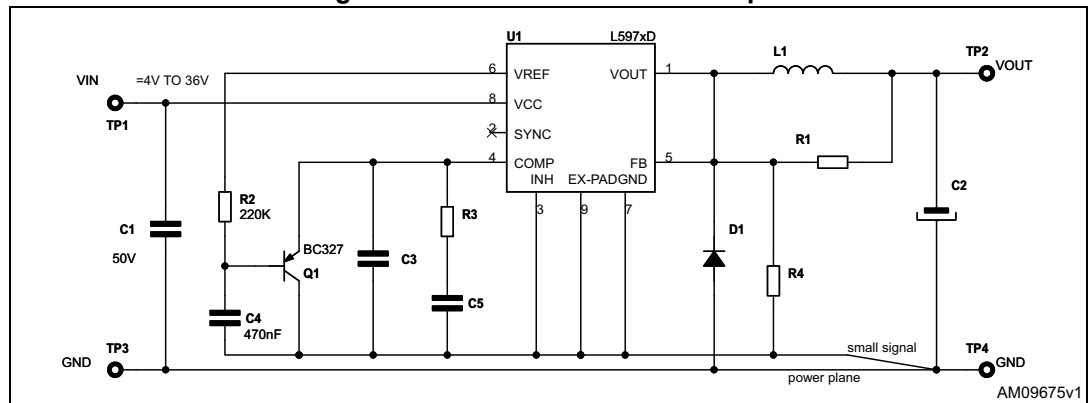 U1
L597xD
L1
TP2
VOUT
VIN
=4V TO 36V
6
VREF
VOUT
1
8
VCC
TP1
2
SYNC
R1
4
COMP
FB
5
INH
EX-PAD
GND
C2
3
9
7
R2
220K
R3
C1
50V
BC327
Q1
C3
D1
R4
C5
C4
470nF
TP3
GND
small signal
TP4
GND
power plane
AM09675v1